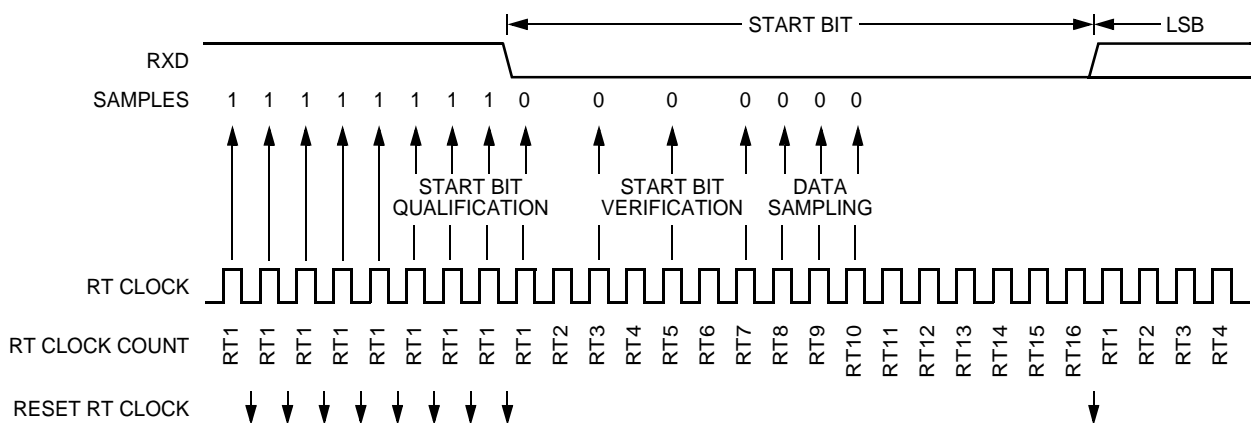 START BIT LSB
RXD
SAMPLES 1 1 1 1 1 1 1 1 0 0 0 0 0 0 0
START BIT QUALIFICATION
START BIT VERIFICATION
DATA SAMPLING
RT CLOCK
RT CLOCK COUNT RT1 RT1 RT1 RT1 RT1 RT1 RT1 RT1 RT1 RT2 RT3 RT4 RT5 RT6 RT7 RT8 RT9 RT10 RT11 RT12 RT13 RT14 RT15 RT16 RT1 RT2 RT3 RT4
RESET RT CLOCK